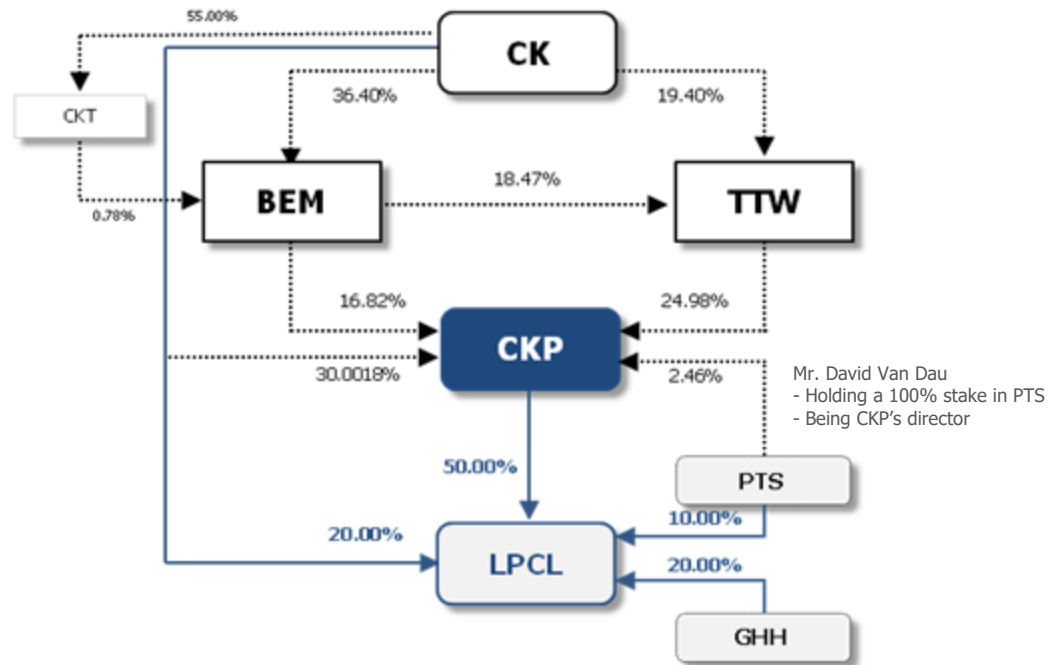 55.00%
CK
36.40%
19.40%
CKT
BEM
18.47%
TTW
0.78%
16.82%
24.98%
CKP
30.0018%
2.46%
Mr. David Van Dau
- Holding a 100% stake in PTS
- Being CKP's director
50.00%
PTS
10.00%
20.00%
LPCL
20.00%
GHH